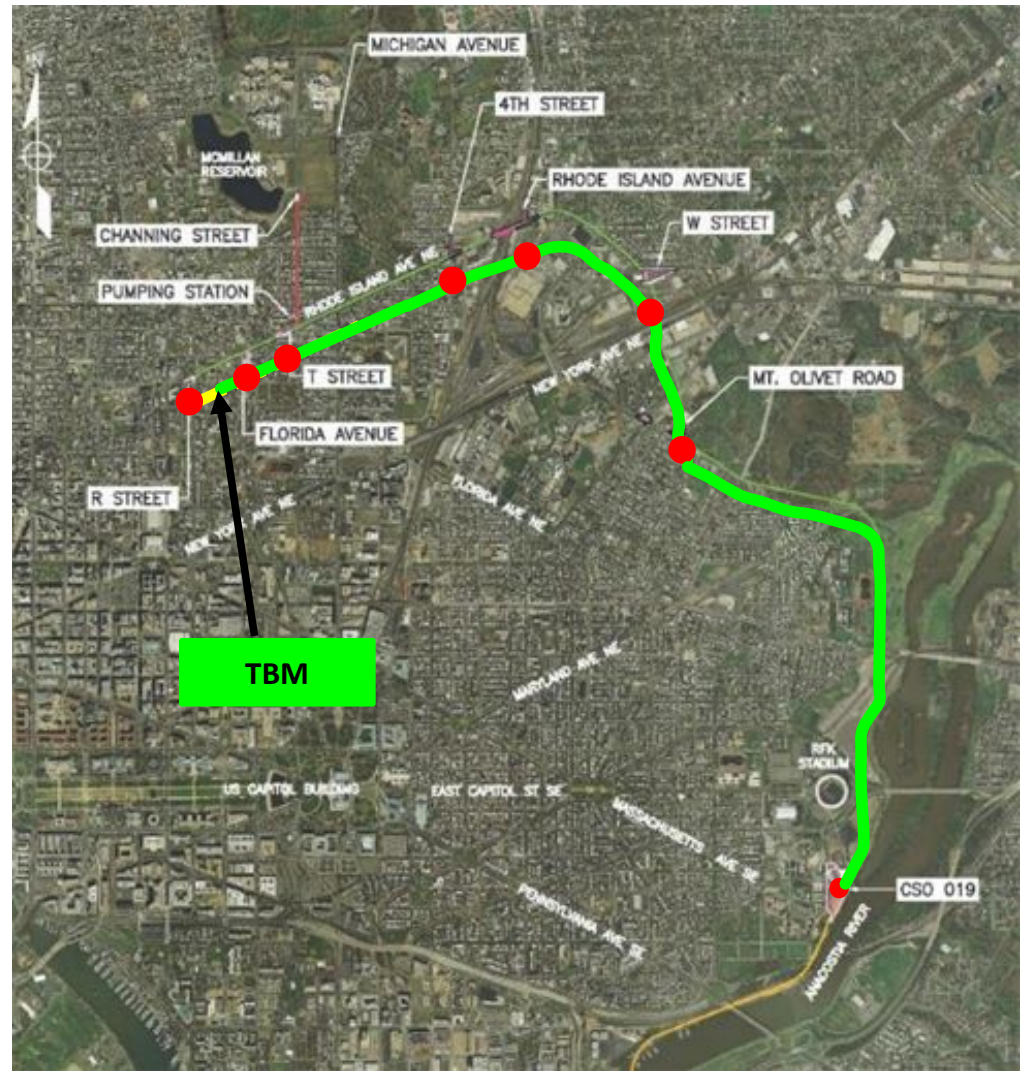 MICHIGAN AVENUE
4TH STREET
MCMILLAN
RESERVOIR
RHODE ISLAND AVENUE
W STREET
CHANNING STREET
PUMPING STATION
RHODE ISLAND AVE NE
NEW YORK AVE NE
T STREET
MT. OLIVET ROAD
FLORIDA AVENUE
R STREET
FLORIDA AVE NE
NEW YORK AVE NE
TBM
MARYLAND AVE NE
RFK
STADIUM
US CAPITOL BUILDING
EAST CAPITOL ST SE
MASSACHUSETTS AVE SE
PENNSYLVANIA AVE SE
CSO 019
ANACOSTIA RIVER